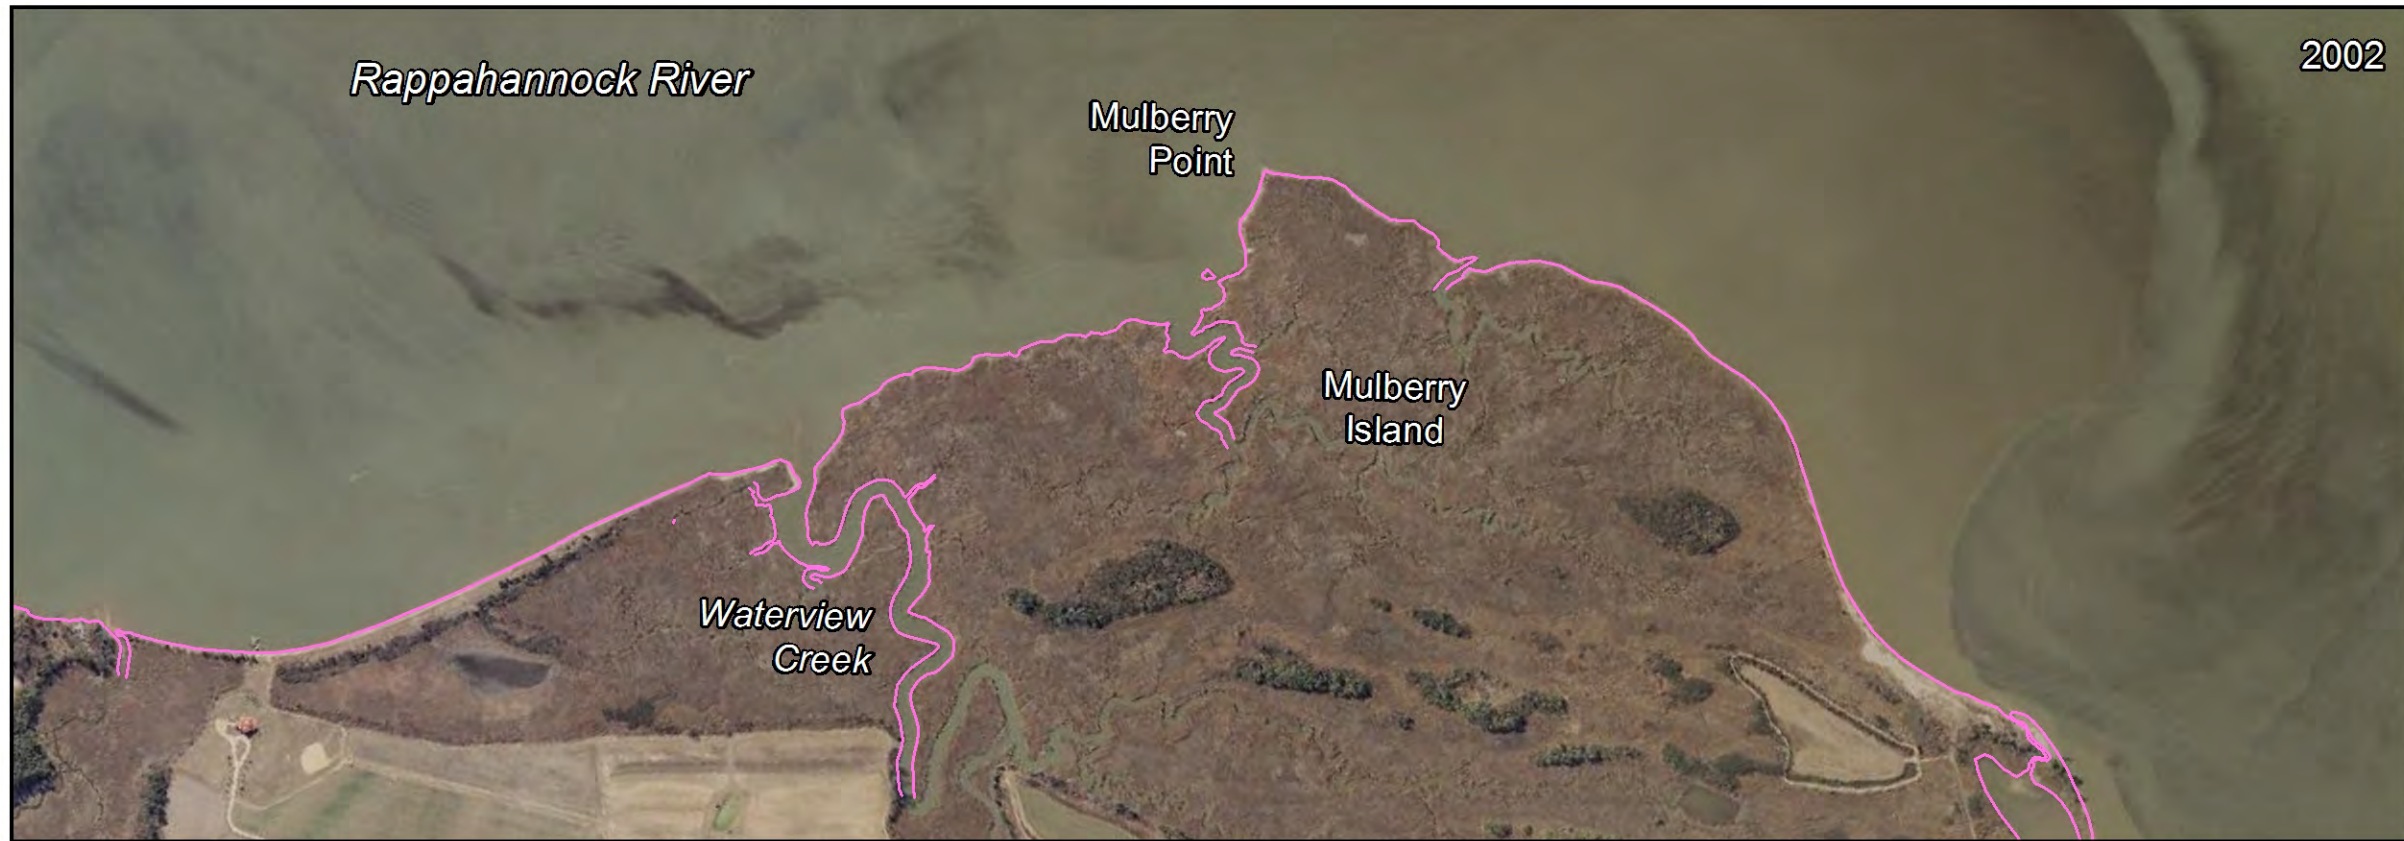 Rappahannock River
2002
Mulberry
Point
Mulberry
Island
Waterview
Creek